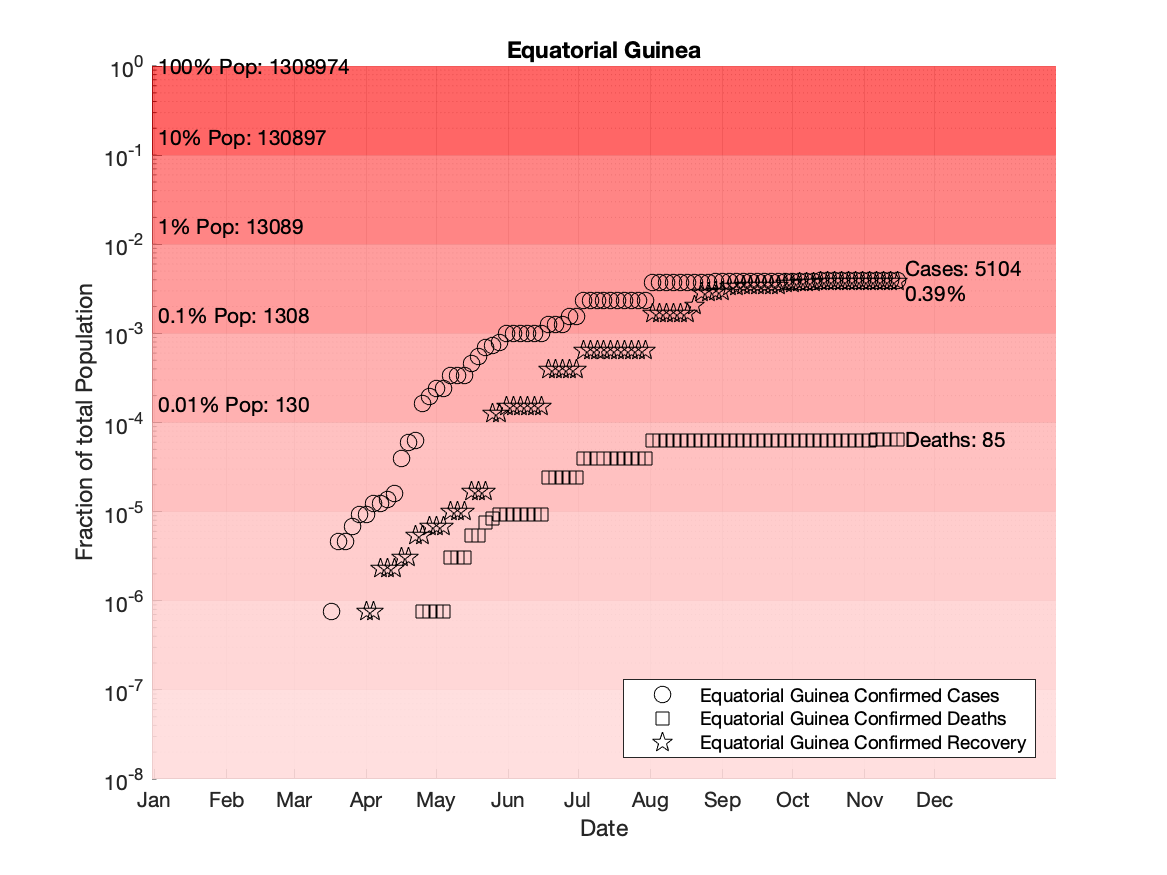 Equatorial Guinea
10^0
100% Pop: 1308974
10% Pop: 130897
10^-1
1% Pop: 13089
10^-2
Cases: 5104
0.39%
0.1% Pop: 1308
10^-3
0.01% Pop: 130
10^-4
Deaths: 85
10^-5
10^-6
10^-7
10^-8
Fraction of total Population
Equatorial Guinea Confirmed Cases
Equatorial Guinea Confirmed Deaths
Equatorial Guinea Confirmed Recovery
Jan Feb Mar Apr May Jun Jul Aug Sep Oct Nov Dec
Date